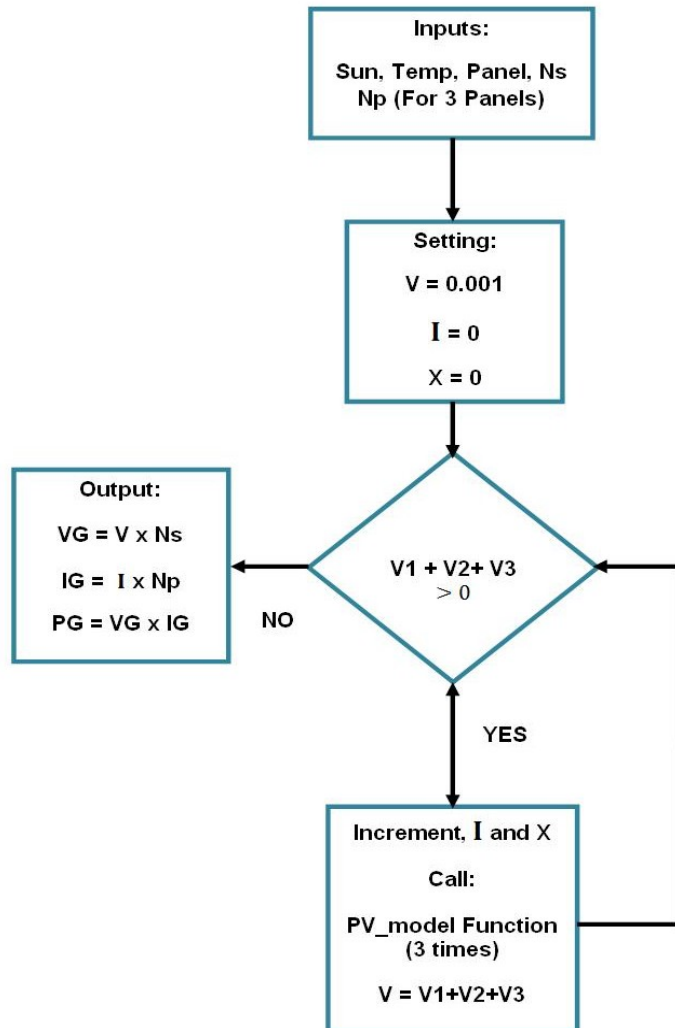 Inputs:
Sun, Temp, Panel, Ns
Np (For 3 Panels)
Setting:
V = 0.001
I = 0
X = 0
V1 + V2+ V3
> 0
NO
YES
Output:
VG = V x Ns
IG = I x Np
PG = VG x IG
Increment, I and X
Call:
PV_model Function
(3 times)
V = V1+V2+V3